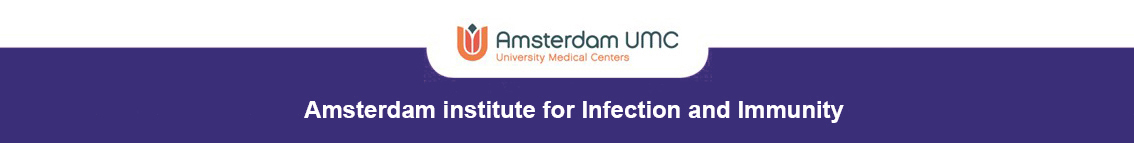 Amsterdam UMC
University Medical Centers
Amsterdam institute for Infection and Immunity